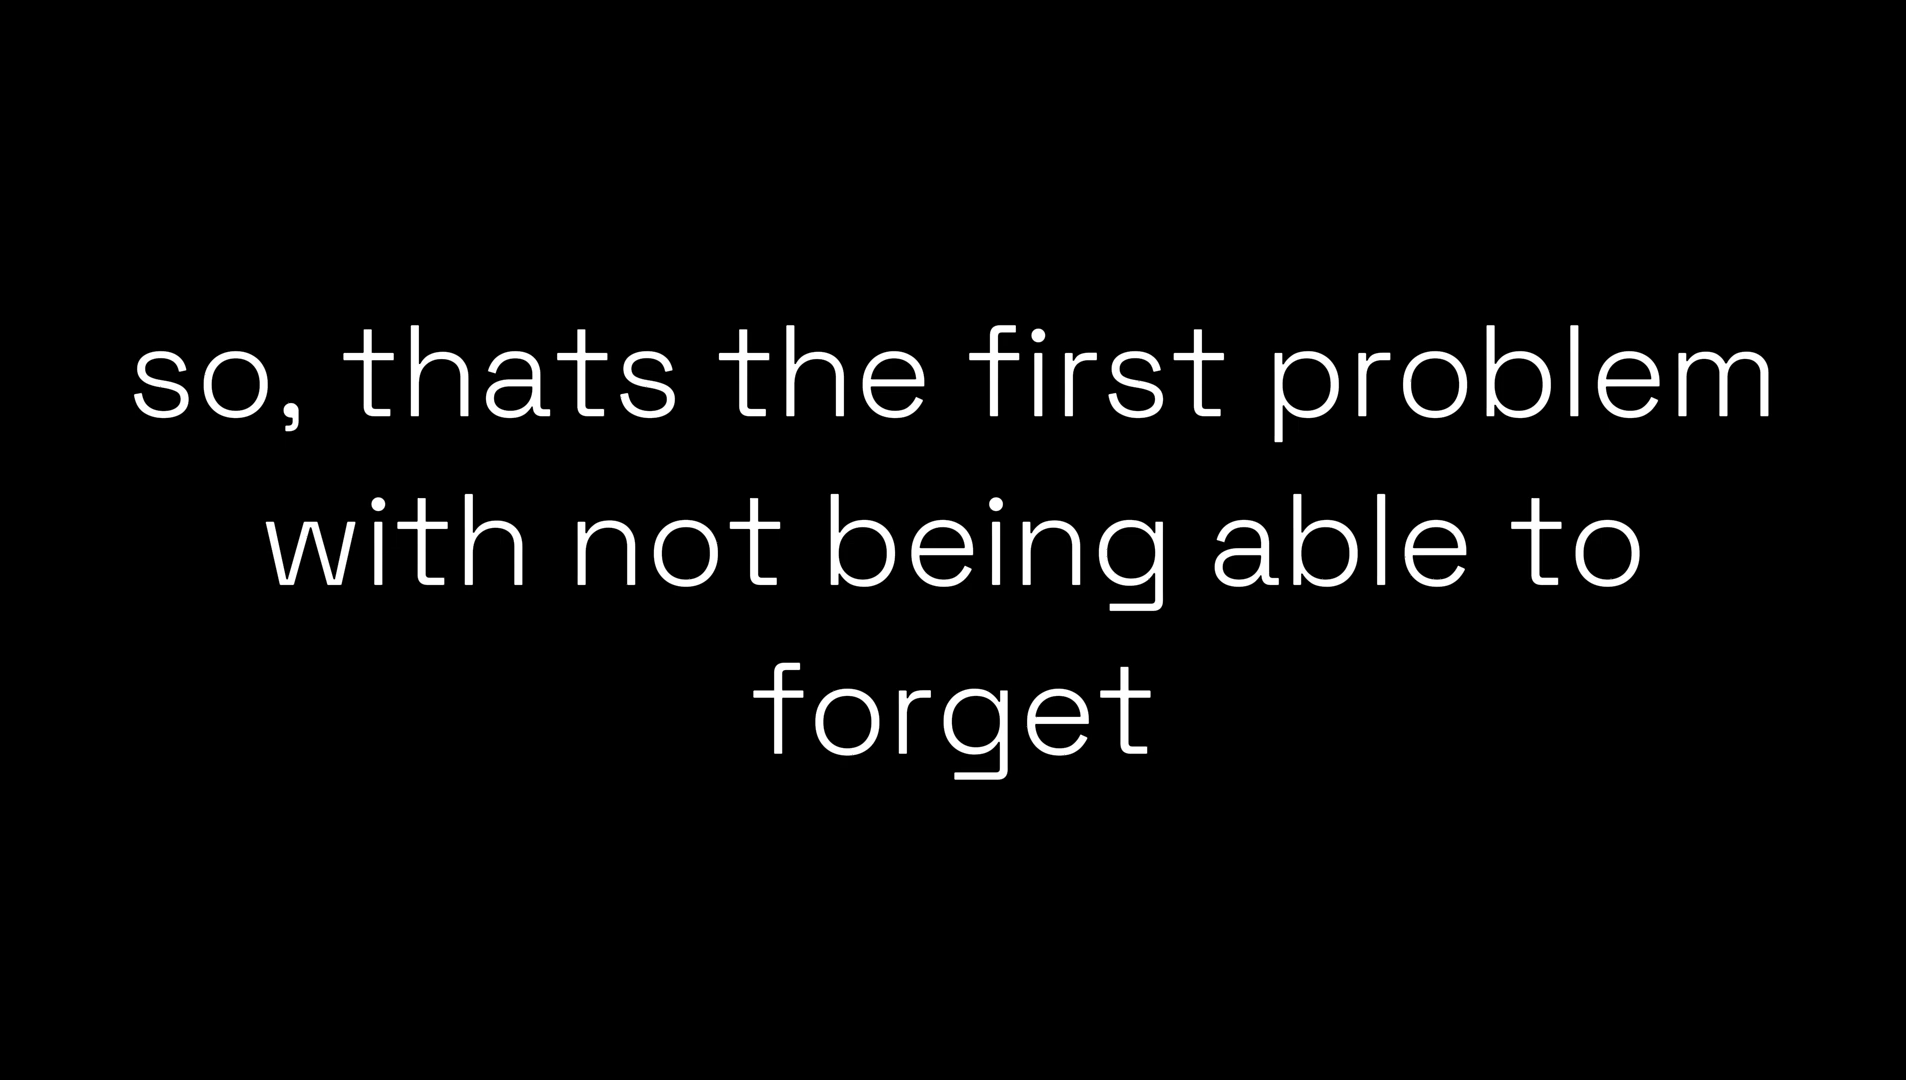 so, thats the first problem
with not being able to
forget